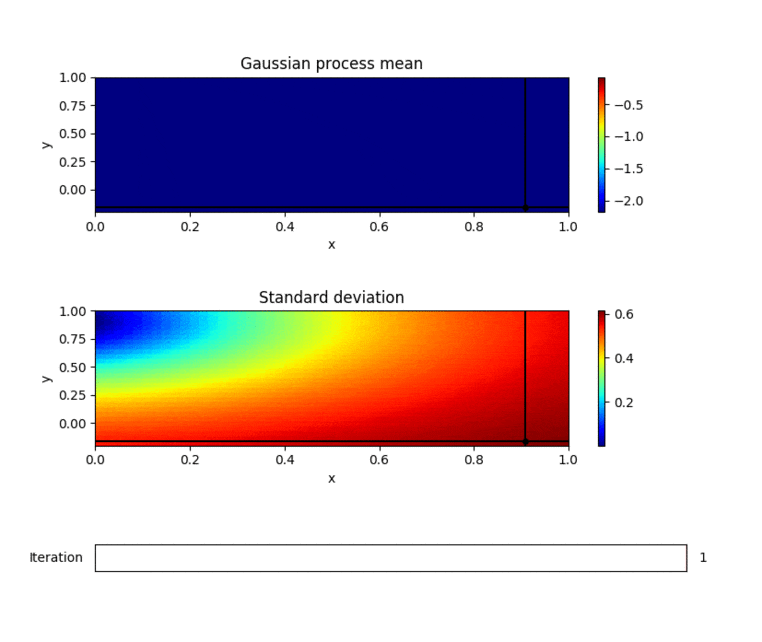 Gaussian process mean
1.00
0.75
0.50
0.25
0.00
y
0.0 0.2 0.4 0.6 0.8 1.0
x
−0.5
−1.0
−1.5
−2.0
Standard deviation
1.00
0.75
0.50
0.25
0.00
y
0.0 0.2 0.4 0.6 0.8 1.0
x
0.6
0.4
0.2
Iteration 1